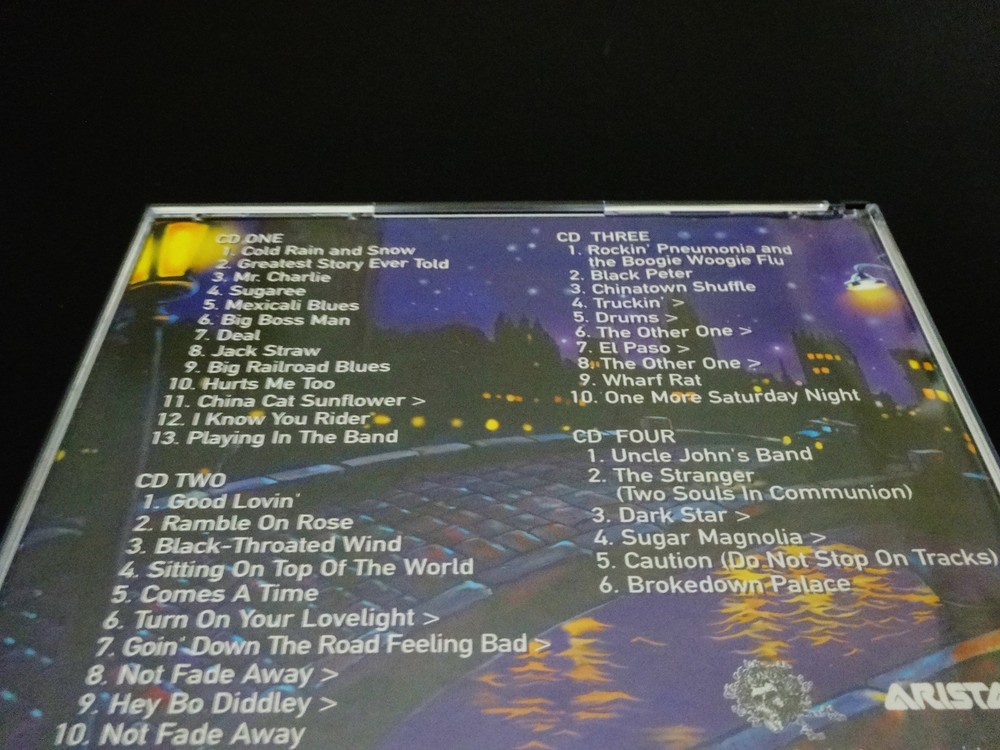 CD ONE
1. Cold Rain and Snow
2. Greatest Story Ever Told
3. Mr. Charlie
4. Sugaree
5. Mexicali Blues
6. Big Boss Man
7. Deal
8. Jack Straw
9. Big Railroad Blues
10. Hurts Me Too
11. China Cat Sunflower >
12. I Know You Rider
13. Playing In The Band
CD TWO
1. Good Lovin'
2. Ramble On Rose
3. Black-Throated Wind
4. Sitting On Top Of The World
5. Comes A Time
6. Turn On Your Lovelight >
7. Goin' Down The Road Feeling Bad >
8. Not Fade Away >
9. Hey Bo Diddley >
10. Not Fade Away
CD THREE
1. Rockin' Pneumonia and
the Boogie Woogie Flu
2. Black Peter
3. Chinatown Shuffle
4. Truckin' >
5. Drums >
6. The Other One >
7. El Paso >
8. The Other One >
9. Wharf Rat
10. One More Saturday Night
CD FOUR
1. Uncle John's Band
2. The Stranger
(Two Souls In Communion)
3. Dark Star >
4. Sugar Magnolia >
5. Caution (Do Not Stop On Tracks)
6. Brokedown Palace
ARISTA